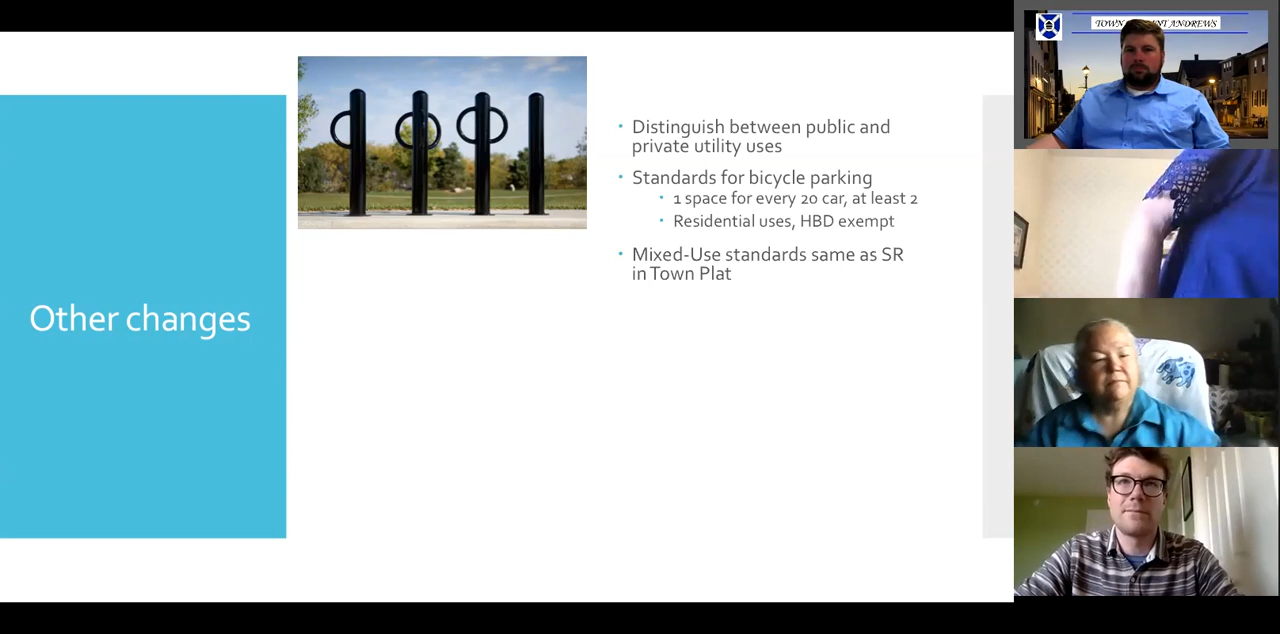 Other changes
Distinguish between public and
private utility uses
Standards for bicycle parking
1 space for every 20 car, at least 2
Residential uses, HBD exempt
Mixed-Use standards same as SR
in Town Plat
TOWN
NT ANDREWS